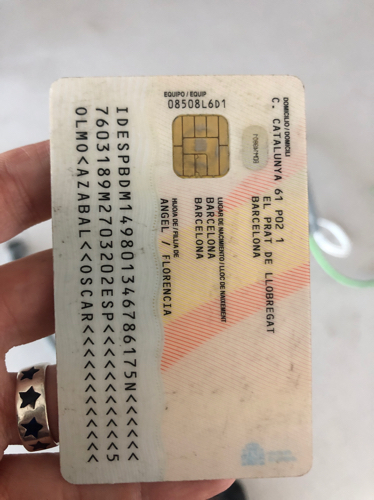 EQUIPO / EQUIP
08508L6D1
DOMICILIO / DOMICILI
C. CATALUNYA 61 P02 1
EL PRAT DE LLOBREGAT
BARCELONA
LUGAR DE NACIMIENTO / LLOC DE NAIXEMENT
BARCELONA
BARCELONA
HIJO/A DE / FILL/A DE
ANGEL / FLORENCIA
IDESPBDM149801346786175N<<<<<<
7603189M2703202ESP<<<<<<<<<<<5
OLMO<AZABAL<<OSCAR<<<<<<<<<<<<